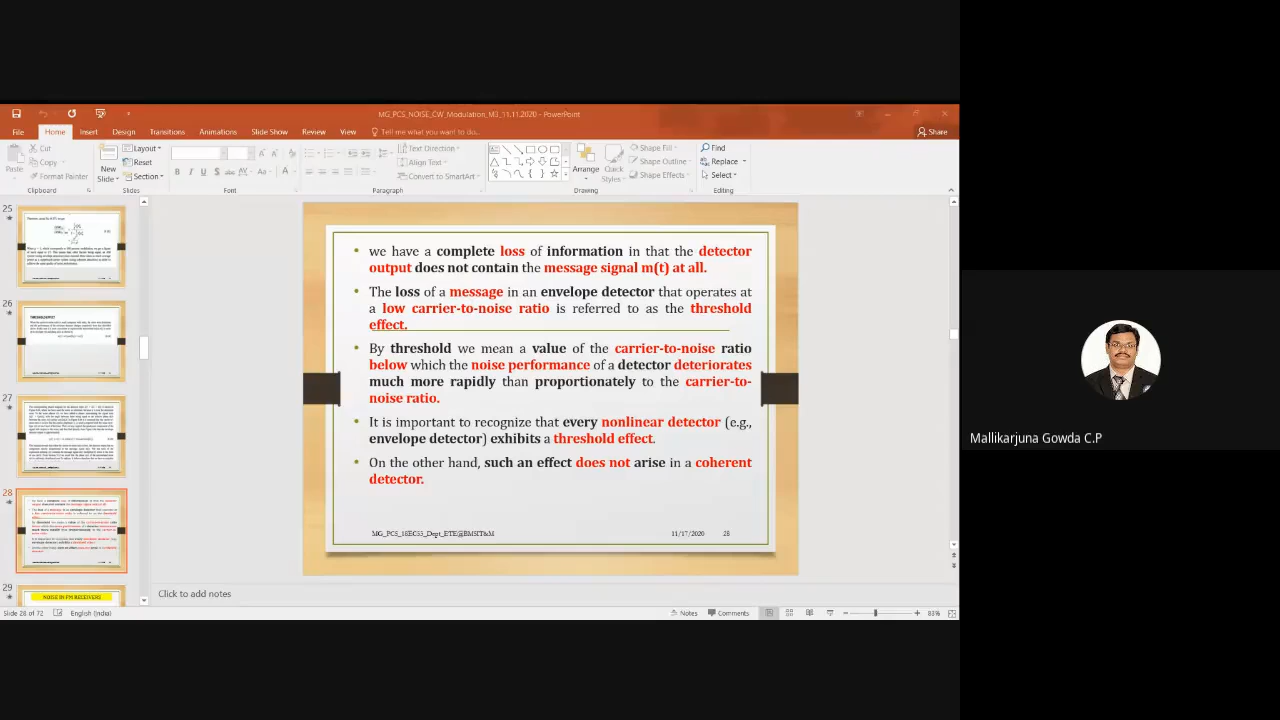 MG_PCS_NOISE_CW_Modulation_M3_11.11.2020 - PowerPoint
File Home Insert Design Transitions Animations Slide Show Review View Tell me what you want to do... Share
Cut
Copy
Format Painter
Paste
Clipboard
New
Slide
Layout
Reset
Section
Slides
Font
Text Direction
Align Text
Convert to SmartArt
Paragraph
Arrange
Quick
Styles
Shape Fill
Shape Outline
Shape Effects
Drawing
Find
Replace
Select
Editing
25
26
THRESHOLD EFFECT
27
28
29
NOISE IN FM RECEIVERS
• we have a complete loss of information in that the detector
output does not contain the message signal m(t) at all.
• The loss of a message in an envelope detector that operates at
a low carrier-to-noise ratio is referred to as the threshold
effect.
• By threshold we mean a value of the carrier-to-noise ratio
below which the noise performance of a detector deteriorates
much more rapidly than proportionately to the carrier-to-
noise ratio.
• It is important to recognize that every nonlinear detector (e.g.,
envelope detector) exhibits a threshold effect.
• On the other hand, such an effect does not arise in a coherent
detector.
MG_PCS_18EC53_Dept_ETE@BMSIT&M 11/17/2020 28
Click to add notes
Slide 28 of 72 English (India) Notes Comments 83%
Mallikarjuna Gowda C.P